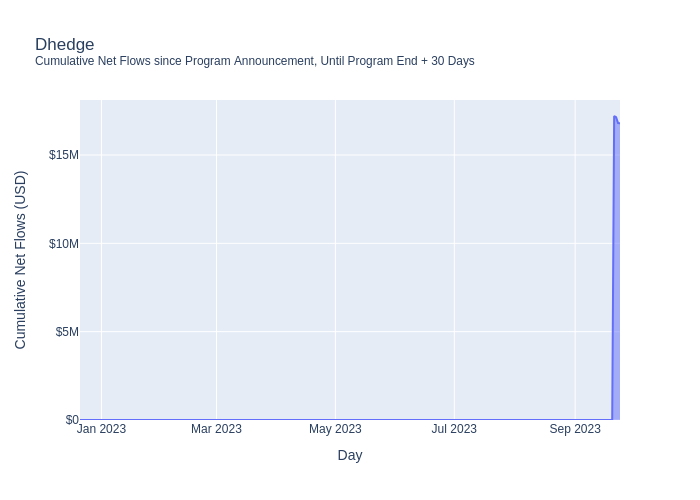 Dhedge
Cumulative Net Flows since Program Announcement, Until Program End + 30 Days
Cumulative Net Flows (USD)
$15M
$10M
$5M
$0
Jan 2023
Mar 2023
May 2023
Jul 2023
Sep 2023
Day